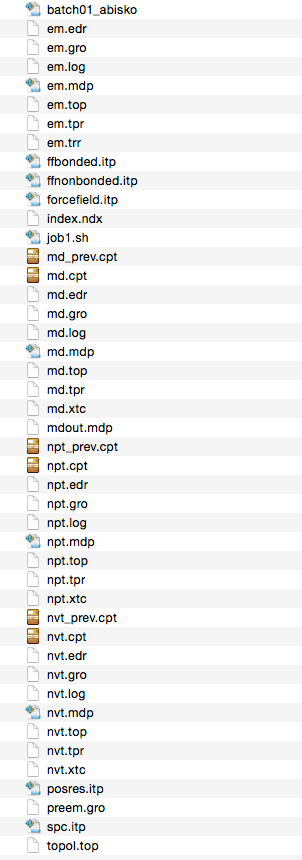 batch01_abisko
em.edr
em.gro
em.log
em.mdp
em.top
em.tpr
em.trr
ffbonded.itp
ffnonbonded.itp
forcefield.itp
index.ndx
job1.sh
md_prev.cpt
md.cpt
md.edr
md.gro
md.log
md.mdp
md.top
md.tpr
md.xtc
mdout.mdp
npt_prev.cpt
npt.cpt
npt.edr
npt.gro
npt.log
npt.mdp
npt.top
npt.tpr
npt.xtc
nvt_prev.cpt
nvt.cpt
nvt.edr
nvt.gro
nvt.log
nvt.mdp
nvt.top
nvt.tpr
nvt.xtc
posres.itp
preem.gro
spc.itp
topol.top